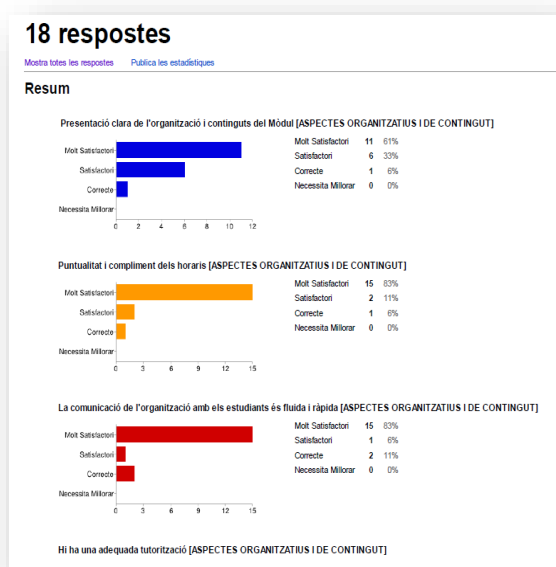 18 respostes
Mostra totes les respostes Publica les estadístiques
Resum
Presentació clara de l'organització i continguts del Mòdul [ASPECTES ORGANITZATIUS I DE CONTINGUT]
Molt Satisfactori
Satisfactori
Correcte
Necessita Millorar
0 2 4 6 8 10 12
Molt Satisfactori 11 61%
Satisfactori 6 33%
Correcte 1 6%
Necessita Millorar 0 0%
Puntualitat i compliment dels horaris [ASPECTES ORGANITZATIUS I DE CONTINGUT]
Molt Satisfactori
Satisfactori
Correcte
Necessita Millorar
0 3 6 9 12 15
Molt Satisfactori 15 83%
Satisfactori 2 11%
Correcte 1 6%
Necessita Millorar 0 0%
La comunicació de l'organització amb els estudiants és fluida i ràpida [ASPECTES ORGANITZATIUS I DE CONTINGUT]
Molt Satisfactori
Satisfactori
Correcte
Necessita Millorar
0 3 6 9 12 15
Molt Satisfactori 15 83%
Satisfactori 1 6%
Correcte 2 11%
Necessita Millorar 0 0%
Hi ha una adequada tutorització [ASPECTES ORGANITZATIUS I DE CONTINGUT]